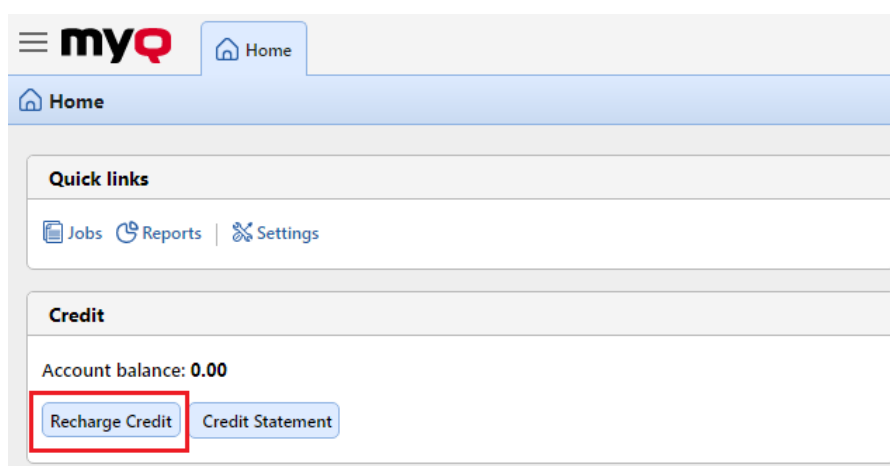 myQ Home
Home
Quick links
Jobs Reports | Settings
Credit
Account balance: 0.00
Recharge Credit Credit Statement